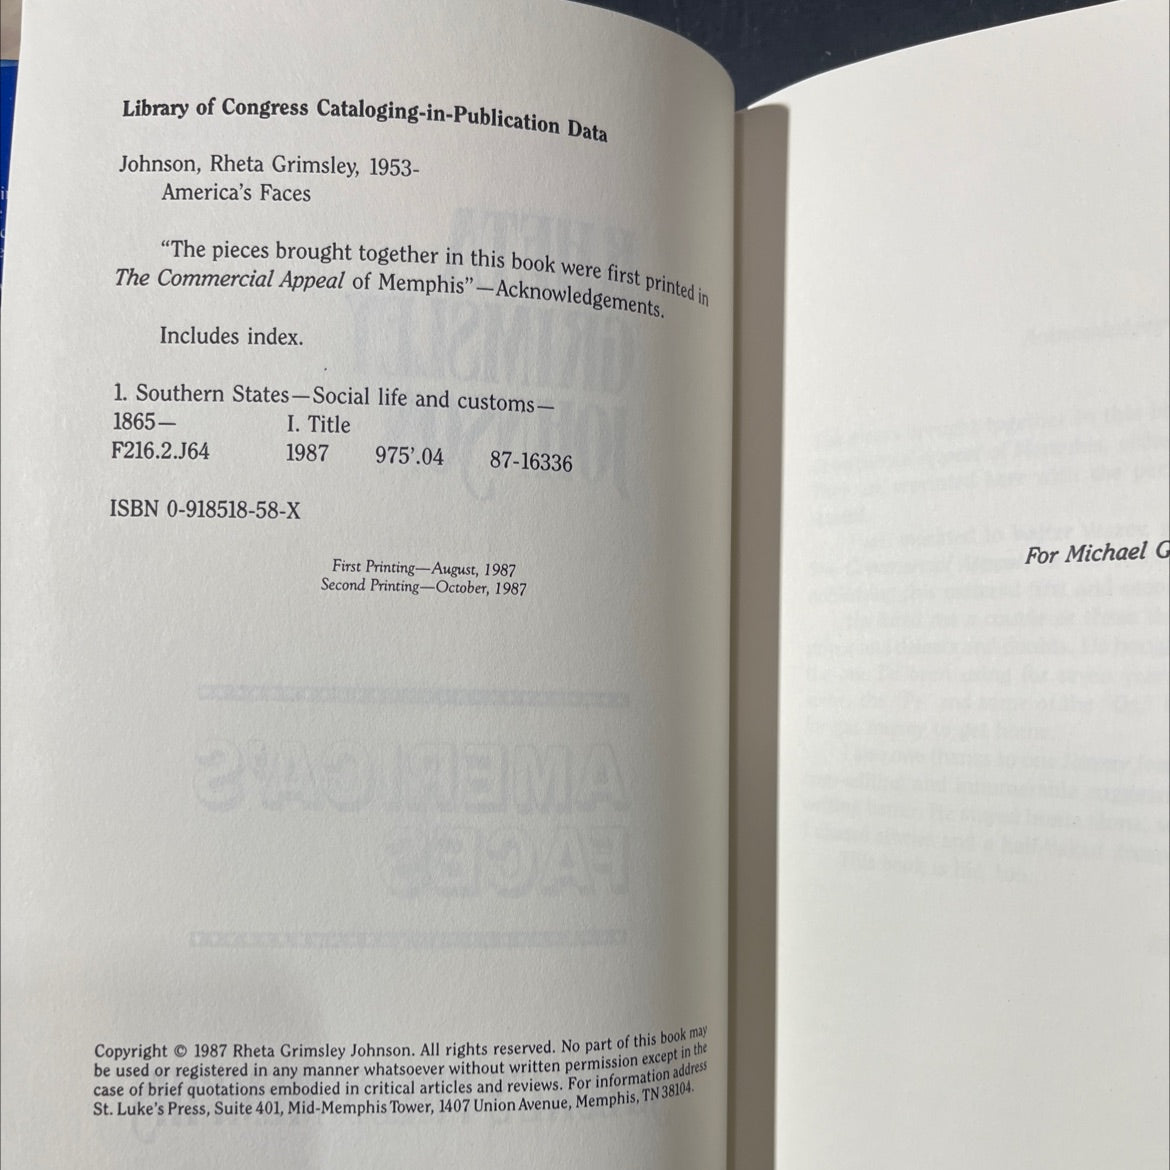 Library of Congress Cataloging-in-Publication Data
Johnson, Rheta Grimsley, 1953-
America's Faces
“The pieces brought together in this book were first printed in
The Commercial Appeal of Memphis”—Acknowledgements.
Includes index.
1. Southern States—Social life and customs—
1865— I. Title
F216.2.J64 1987 975'.04 87-16336
ISBN 0-918518-58-X
First Printing—August, 1987
Second Printing—October, 1987
AMERICA'S
FACES
Copyright © 1987 Rheta Grimsley Johnson. All rights reserved. No part of this book may
be used or registered in any manner whatsoever without written permission except in the
case of brief quotations embodied in critical articles and reviews. For information address
St. Luke's Press, Suite 401, Mid-Memphis Tower, 1407 Union Avenue, Memphis, TN 38104.
For Michael G